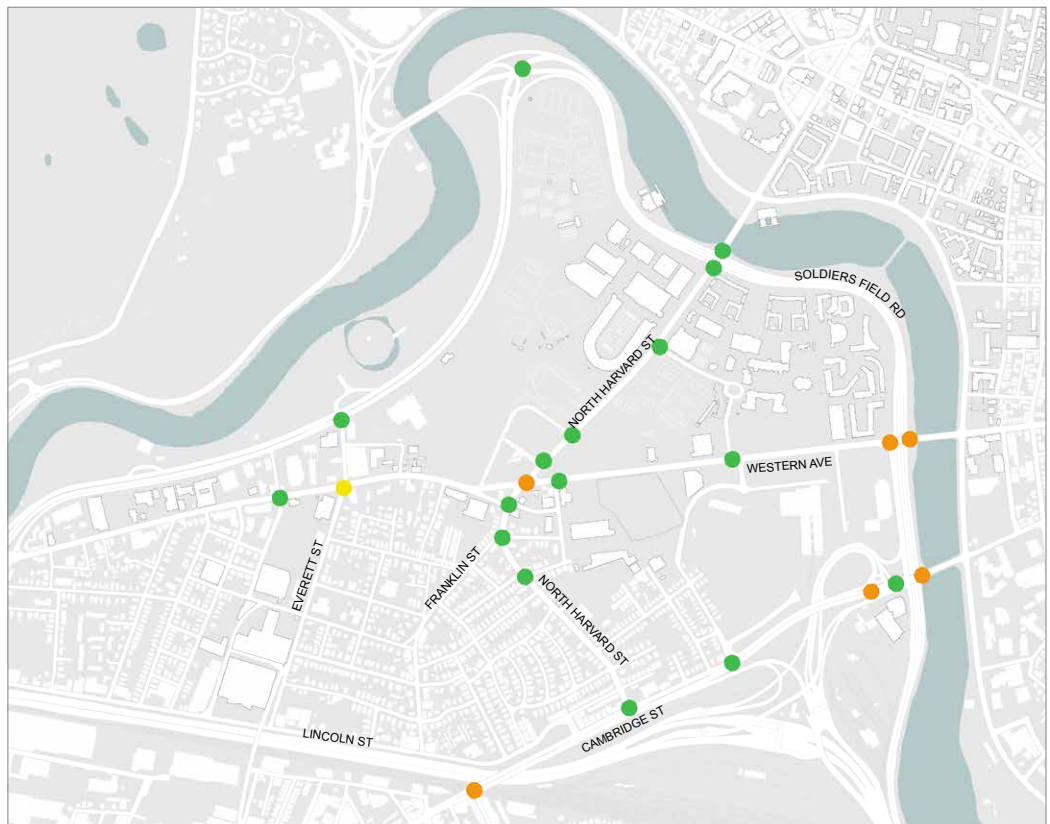 SOLDIERS FIELD RD
NORTH HARVARD ST
WESTERN AVE
FRANKLIN ST
EVERETT ST
NORTH HARVARD ST
CAMBRIDGE ST
LINCOLN ST